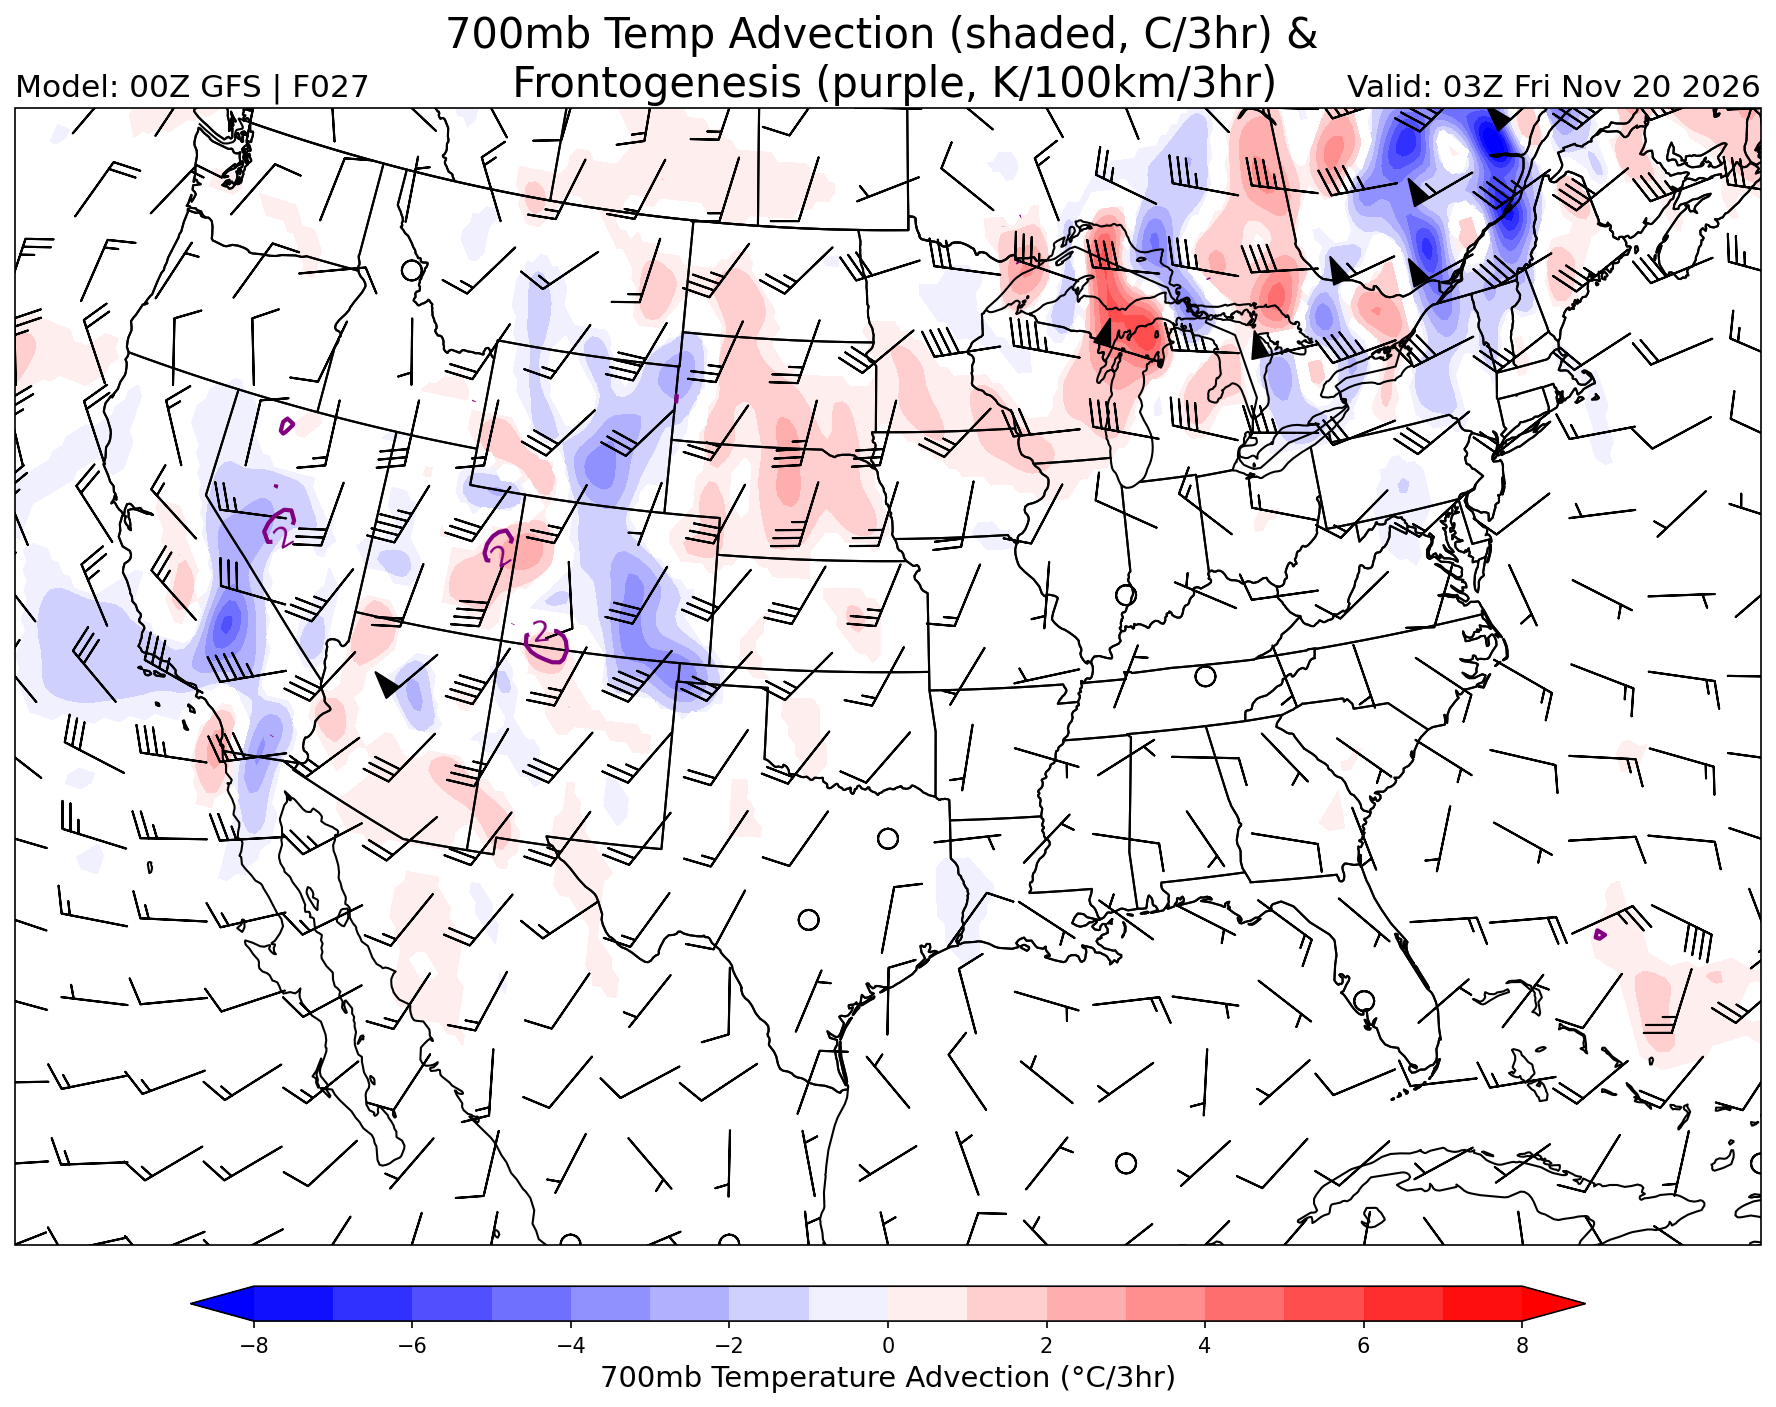 700mb Temp Advection (shaded, C/3hr) &
Frontogenesis (purple, K/100km/3hr)
Model: 00Z GFS | F027
Valid: 03Z Fri Nov 20 2026
2
2
2
−8 −6 −4 −2 0 2 4 6 8
700mb Temperature Advection (°C/3hr)